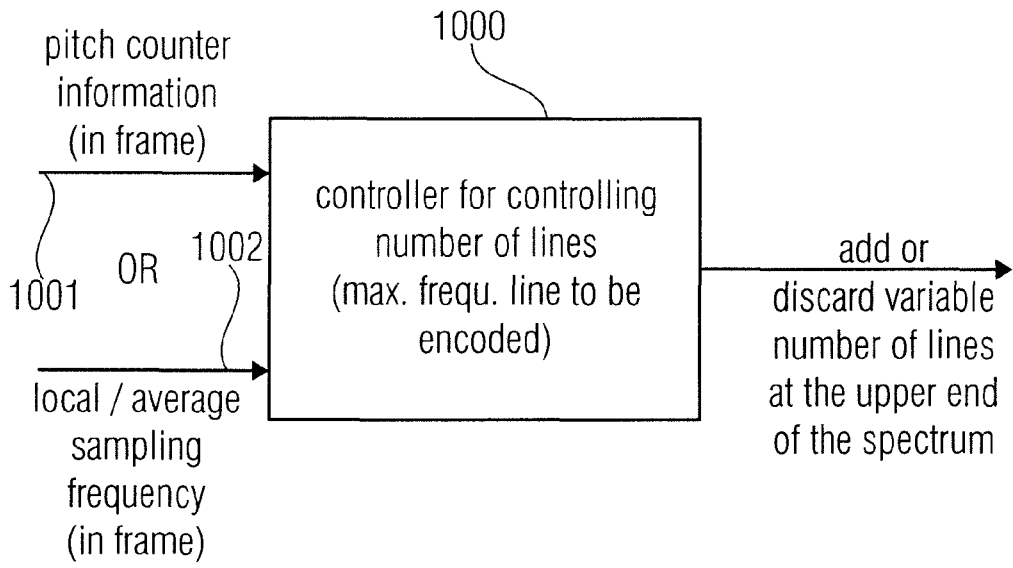 1000
pitch counter
information
(in frame)
1001
OR
1002
local / average
sampling
frequency
(in frame)
controller for controlling
number of lines
(max. frequ. line to be
encoded)
add or
discard variable
number of lines
at the upper end
of the spectrum